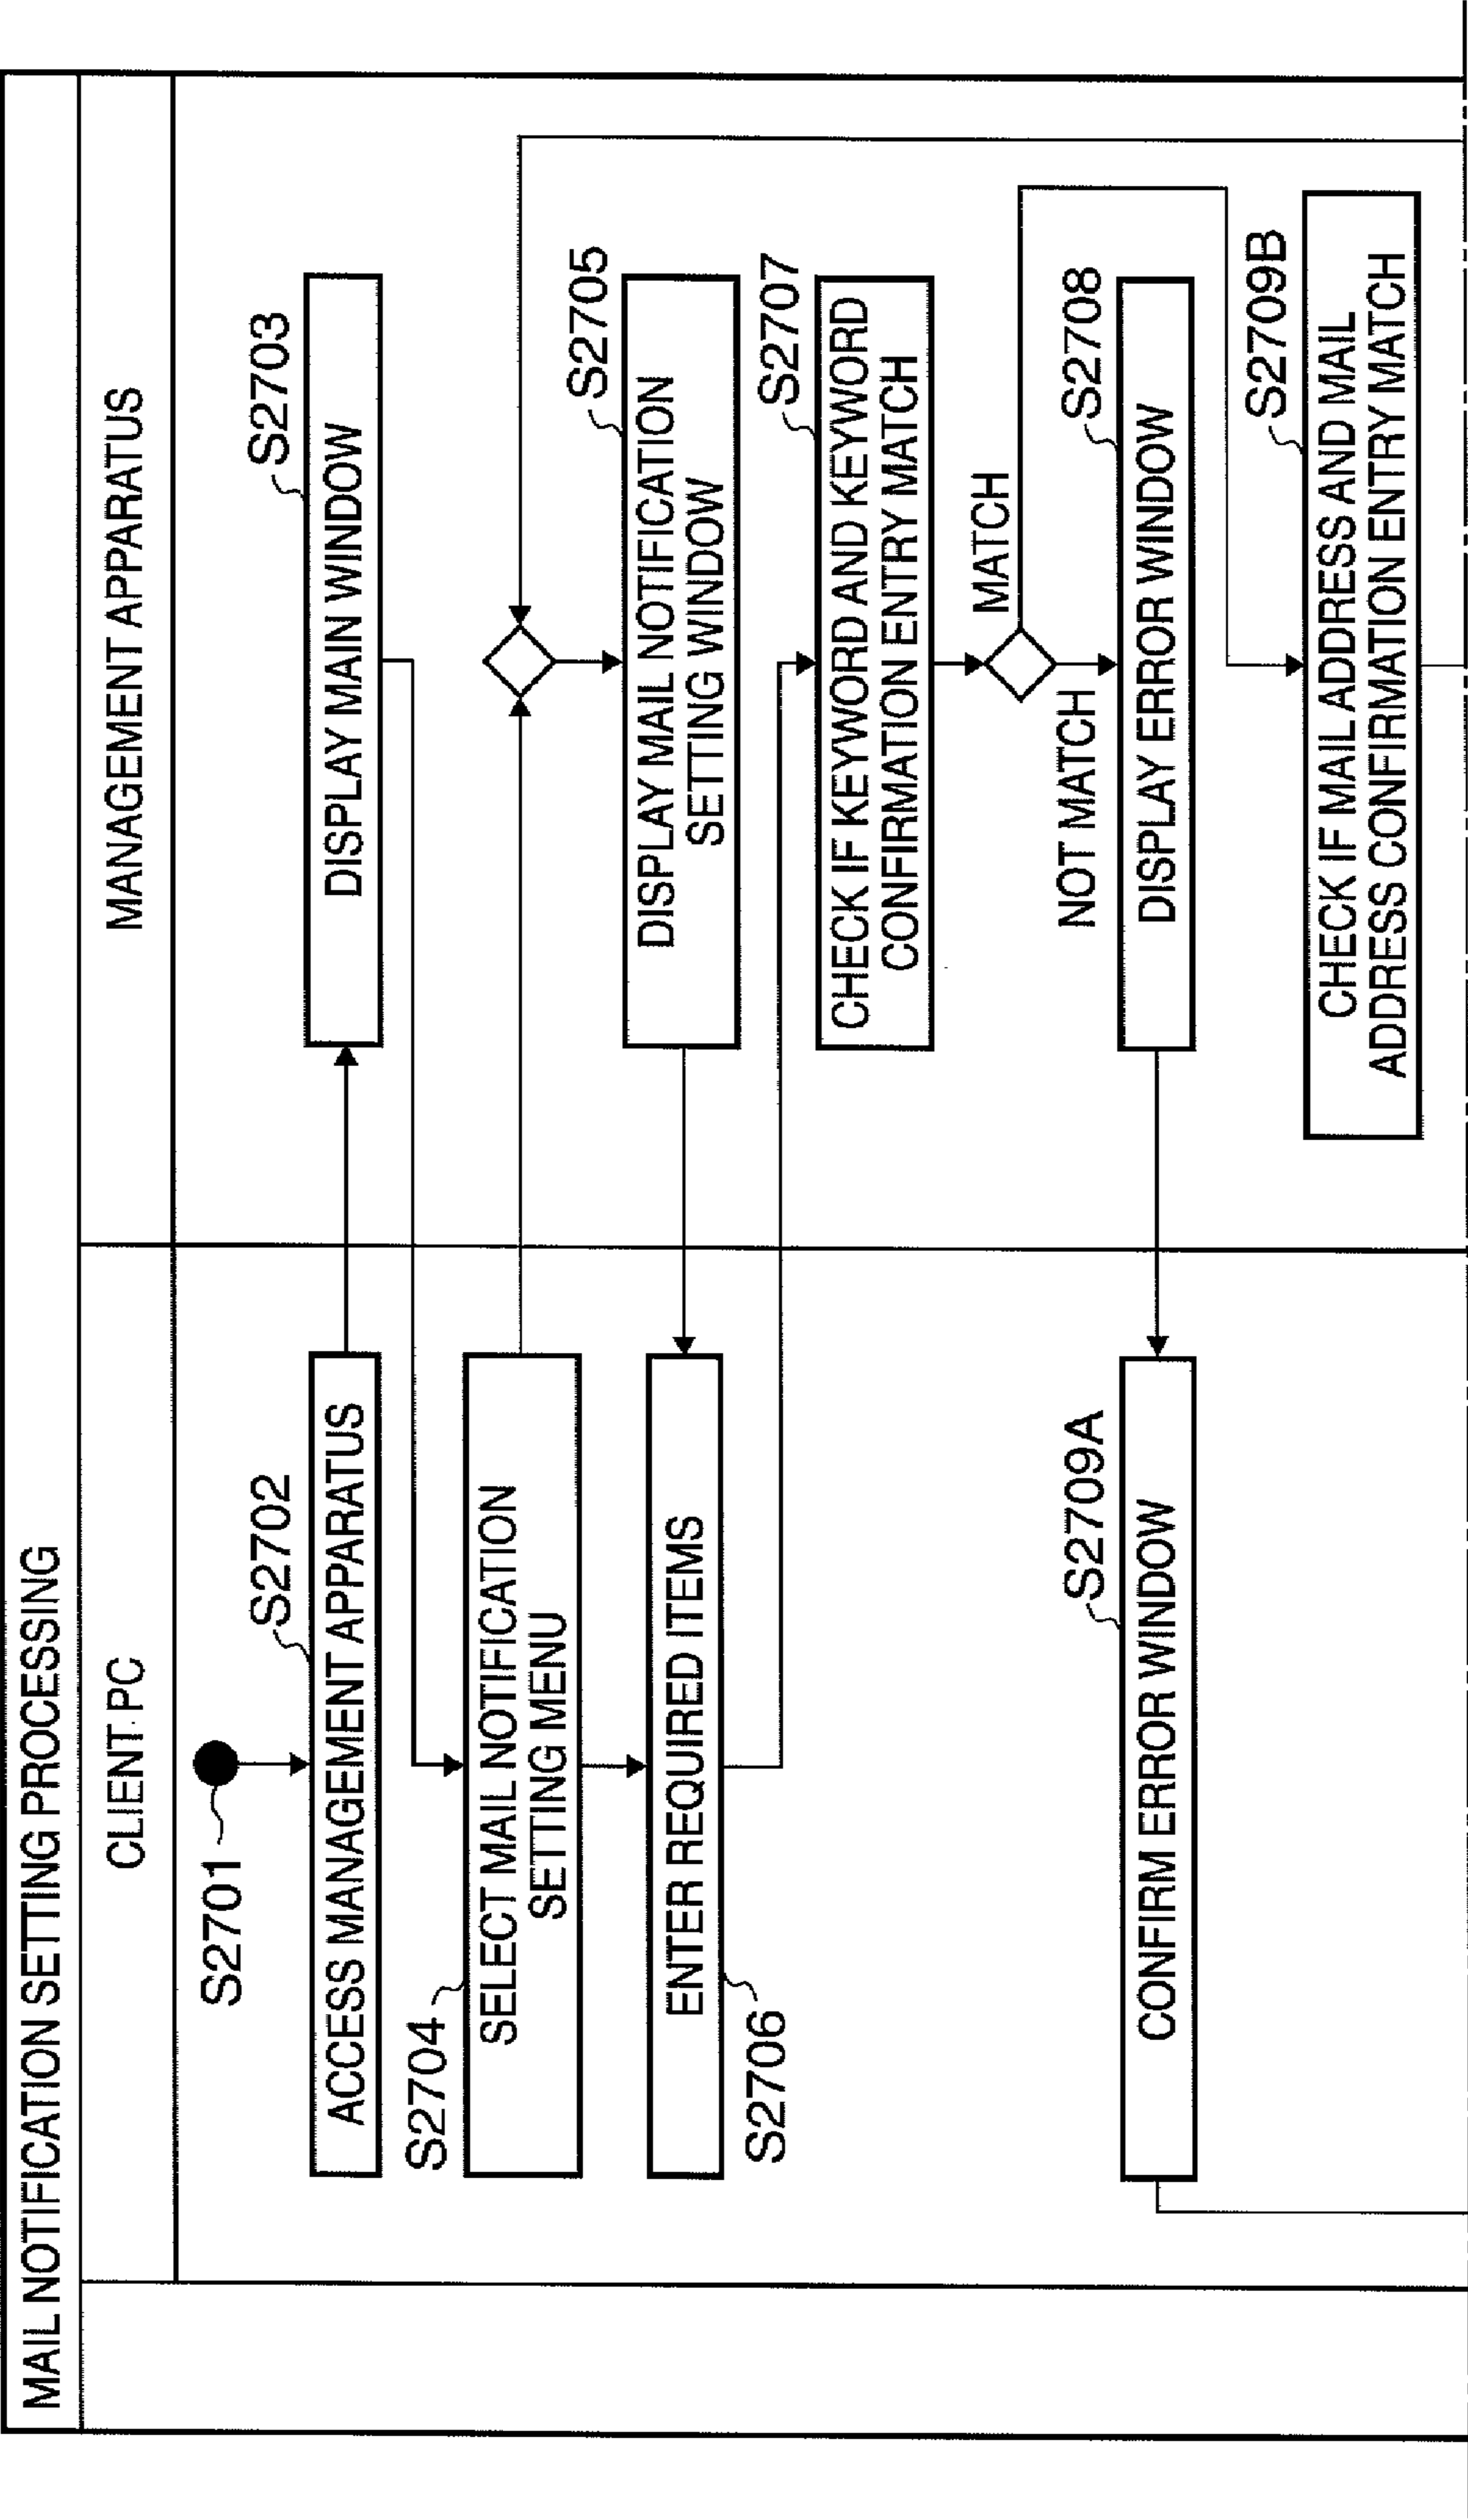 MAIL NOTIFICATION SETTING PROCESSING
CLIENT PC
MANAGEMENT APPARATUS
S2701
S2702
ACCESS MANAGEMENT APPARATUS
S2703
DISPLAY MAIN WINDOW
S2704
SELECT MAIL NOTIFICATION
SETTING MENU
S2705
DISPLAY MAIL NOTIFICATION
SETTING WINDOW
ENTER REQUIRED ITEMS
S2706
S2707
CHECK IF KEYWORD AND KEYWORD
CONFIRMATION ENTRY MATCH
MATCH
NOT MATCH
S2708
DISPLAY ERROR WINDOW
S2709A
CONFIRM ERROR WINDOW
S2709B
CHECK IF MAIL ADDRESS AND MAIL
ADDRESS CONFIRMATION ENTRY MATCH